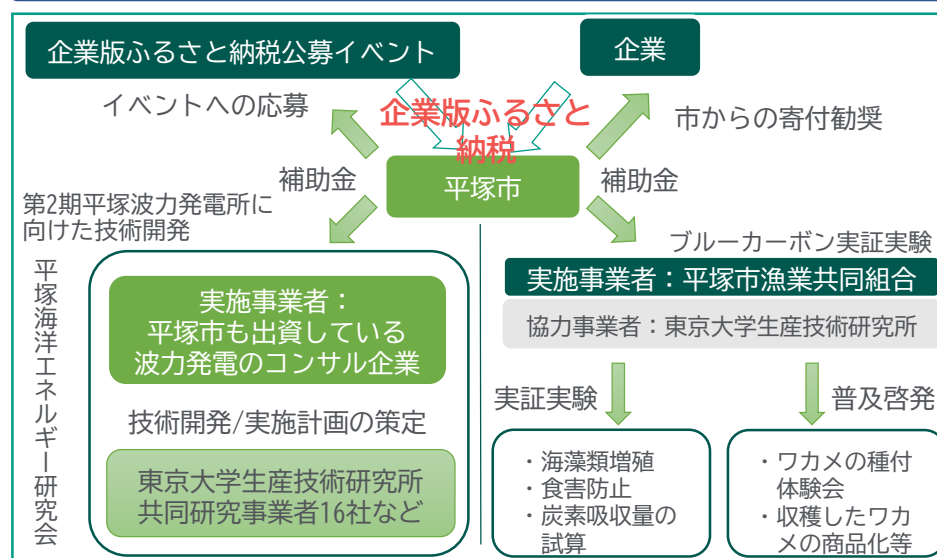 企業版ふるさと納税公募イベント
企業
イベントへの応募
企業版ふるさと
納税
市からの寄付勧奨
補助金
平塚市
補助金
第2期平塚波力発電所に
向けた技術開発
ブルーカーボン実証実験
平塚海洋エネルギー研究会
実施事業者：
平塚市も出資している
波力発電のコンサル企業
技術開発/実施計画の策定
東京大学生産技術研究所
共同研究事業者16社など
実施事業者：平塚市漁業共同組合
協力事業者：東京大学生産技術研究所
実証実験
普及啓発
・海藻類増殖
・食害防止
・炭素吸収量の
試算
・ワカメの種付
体験会
・収穫したワカ
メの商品化等